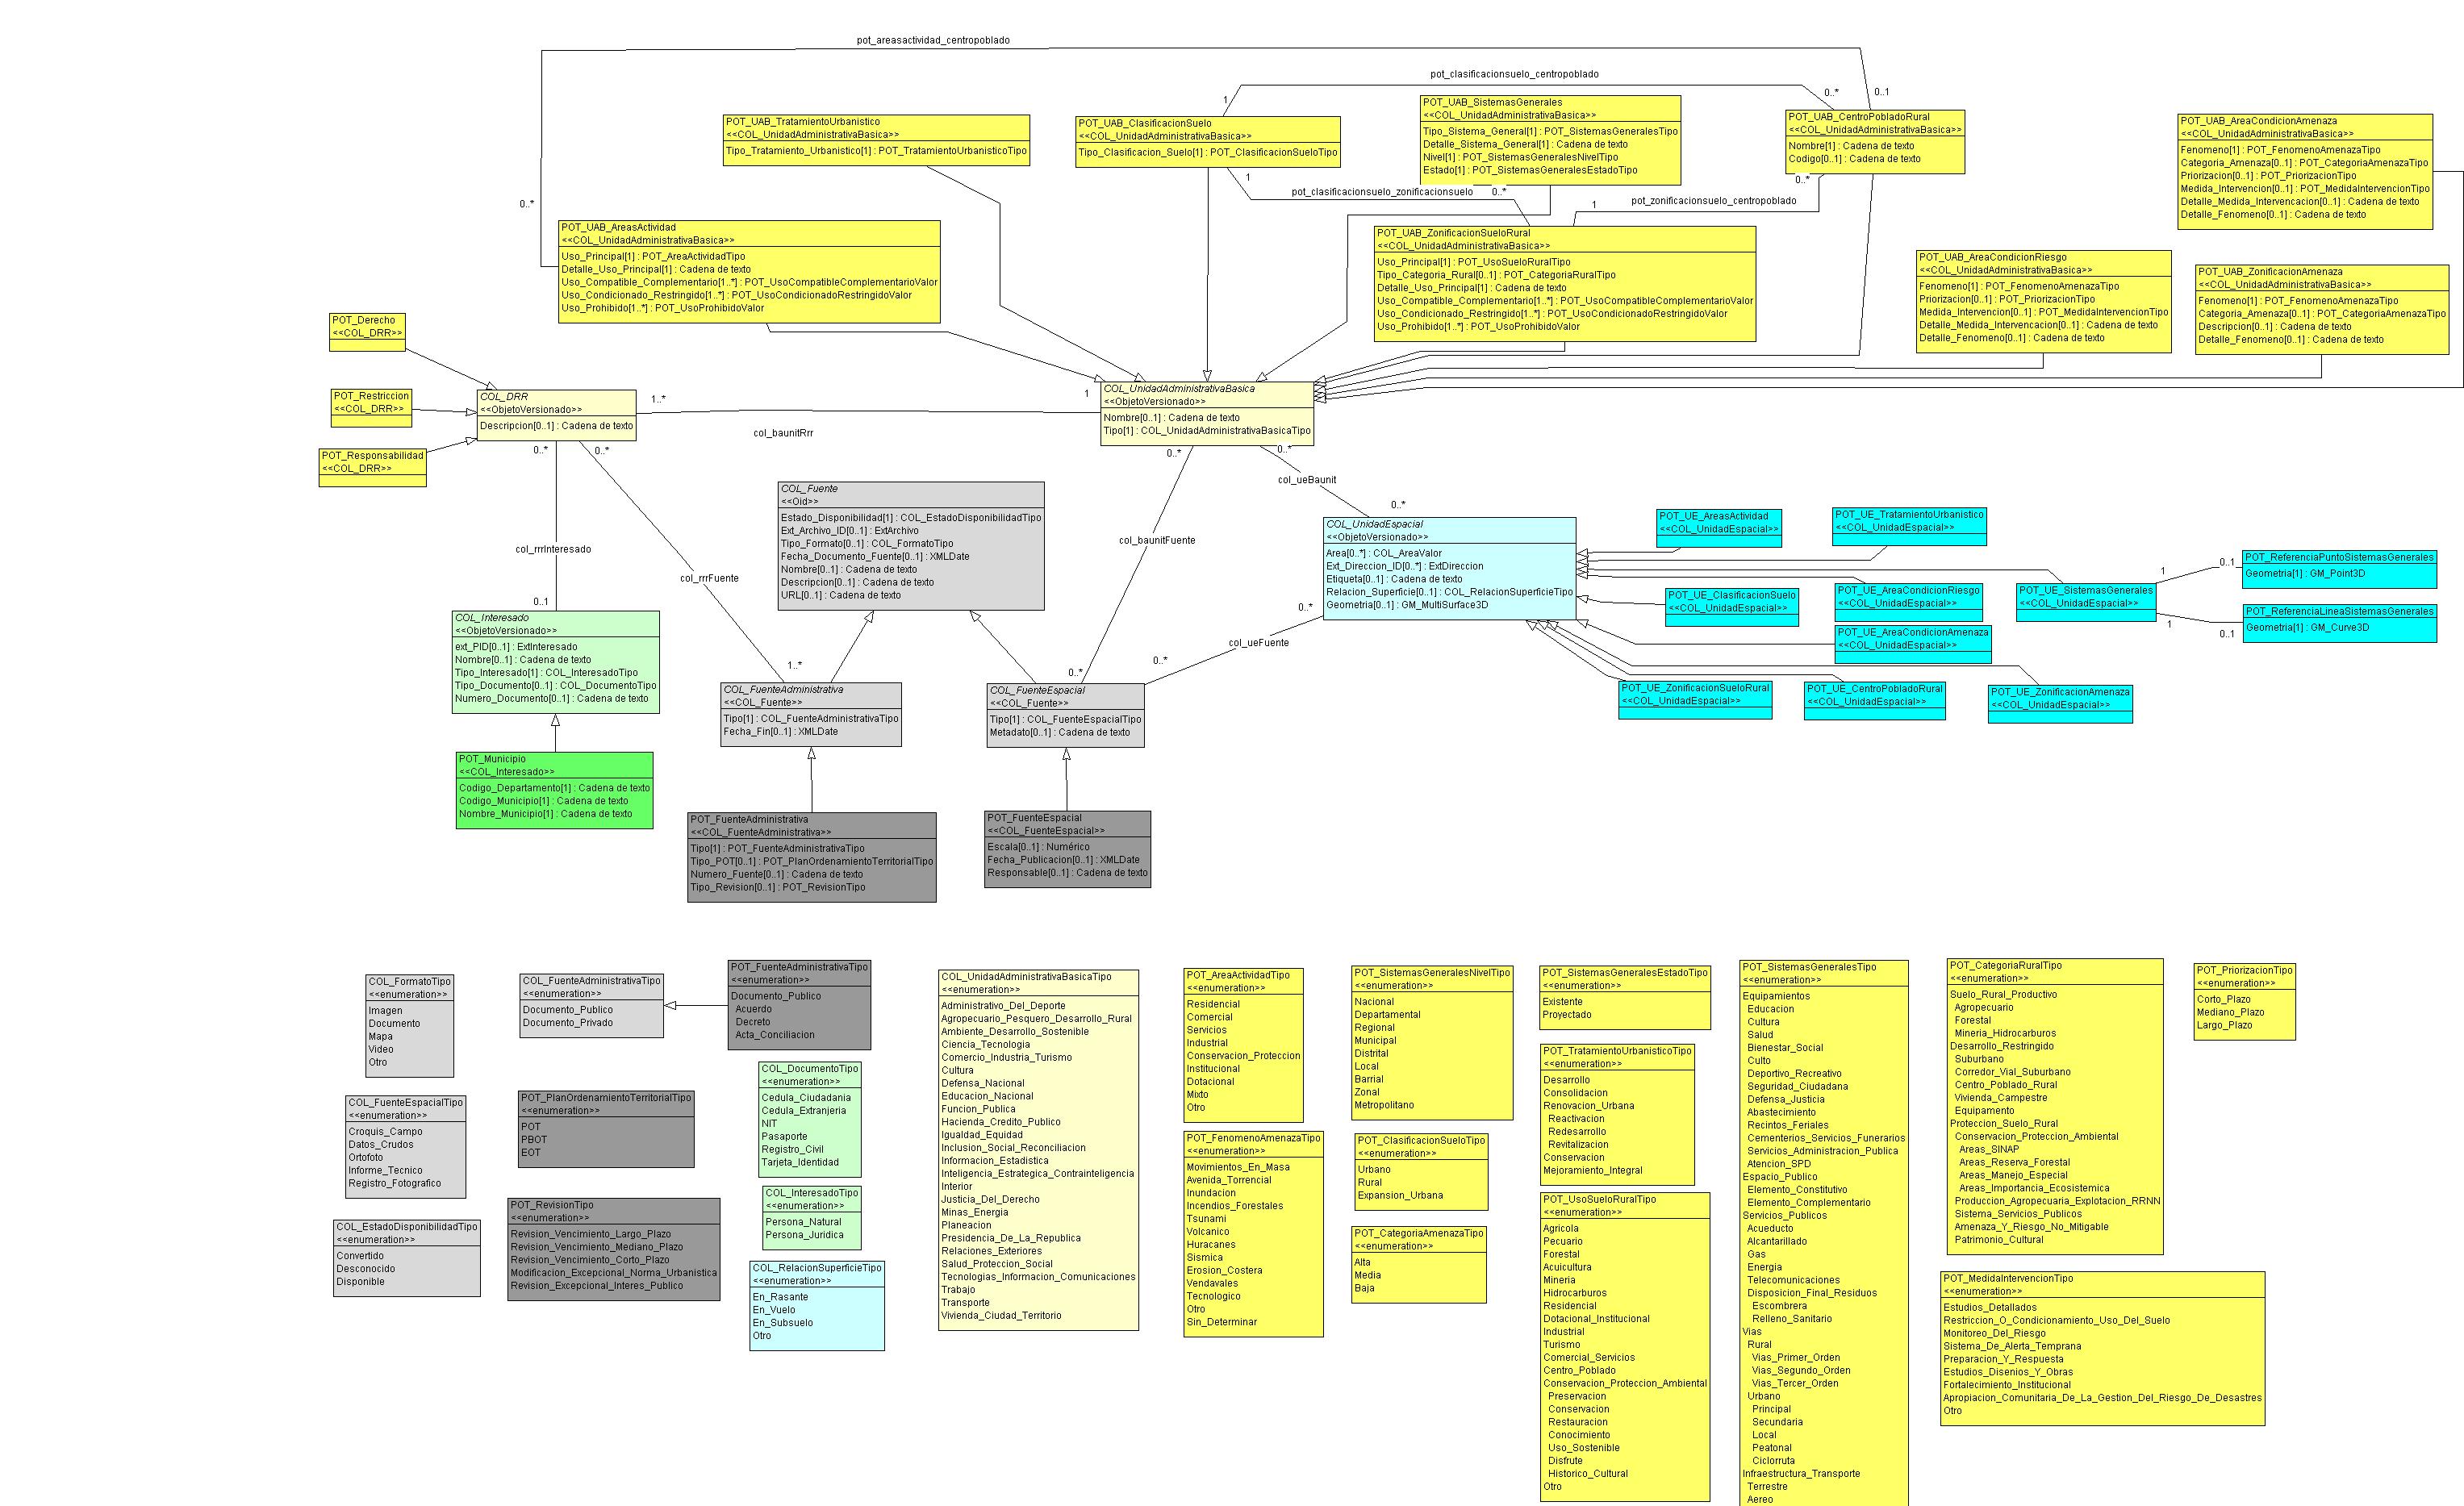 pot_areasactividad_centropoblado
pot_clasificacionsuelo_centropoblado
1
0..*
0..1
POT_UAB_TratamientoUrbanistico
<<COL_UnidadAdministrativaBasica>>
Tipo_Tratamiento_Urbanistico[1] : POT_TratamientoUrbanisticoTipo
POT_UAB_ClasificacionSuelo
<<COL_UnidadAdministrativaBasica>>
Tipo_Clasificacion_Suelo[1] : POT_ClasificacionSueloTipo
POT_UAB_SistemasGenerales
<<COL_UnidadAdministrativaBasica>>
Tipo_Sistema_General[1] : POT_SistemasGeneralesTipo
Detalle_Sistema_General[1] : Cadena de texto
Nivel[1] : POT_SistemasGeneralesNivelTipo
Estado[1] : POT_SistemasGeneralesEstadoTipo
POT_UAB_CentroPobladoRural
<<COL_UnidadAdministrativaBasica>>
Nombre[1] : Cadena de texto
Codigo[0..1] : Cadena de texto
POT_UAB_AreaCondicionAmenaza
<<COL_UnidadAdministrativaBasica>>
Fenomeno[1] : POT_FenomenoAmenazaTipo
Categoria_Amenaza[0..1] : POT_CategoriaAmenazaTipo
Priorizacion[0..1] : POT_PriorizacionTipo
Medida_Intervencion[0..1] : POT_MedidaIntervencionTipo
Detalle_Medida_Intervencacion[0..1] : Cadena de texto
Detalle_Fenomeno[0..1] : Cadena de texto
1
pot_clasificacionsuelo_zonificacionsuelo
0..*
0..*
1
pot_zonificacionsuelo_centropoblado
0..*
POT_UAB_AreasActividad
<<COL_UnidadAdministrativaBasica>>
Uso_Principal[1] : POT_AreaActividadTipo
Detalle_Uso_Principal[1] : Cadena de texto
Uso_Compatible_Complementario[1..*] : POT_UsoCompatibleComplementarioValor
Uso_Condicionado_Restringido[1..*] : POT_UsoCondicionadoRestringidoValor
Uso_Prohibido[1..*] : POT_UsoProhibidoValor
POT_UAB_ZonificacionSueloRural
<<COL_UnidadAdministrativaBasica>>
Uso_Principal[1] : POT_UsoSueloRuralTipo
Tipo_Categoria_Rural[0..1] : POT_CategoriaRuralTipo
Detalle_Uso_Principal[1] : Cadena de texto
Uso_Compatible_Complementario[1..*] : POT_UsoCompatibleComplementarioValor
Uso_Condicionado_Restringido[1..*] : POT_UsoCondicionadoRestringidoValor
Uso_Prohibido[1..*] : POT_UsoProhibidoValor
POT_UAB_AreaCondicionRiesgo
<<COL_UnidadAdministrativaBasica>>
Fenomeno[1] : POT_FenomenoAmenazaTipo
Priorizacion[0..1] : POT_PriorizacionTipo
Medida_Intervencion[0..1] : POT_MedidaIntervencionTipo
Detalle_Medida_Intervencacion[0..1] : Cadena de texto
Detalle_Fenomeno[0..1] : Cadena de texto
POT_UAB_ZonificacionAmenaza
<<COL_UnidadAdministrativaBasica>>
Fenomeno[1] : POT_FenomenoAmenazaTipo
Categoria_Amenaza[0..1] : POT_CategoriaAmenazaTipo
Descripcion[0..1] : Cadena de texto
Detalle_Fenomeno[0..1] : Cadena de texto
POT_Derecho
<<COL_DRR>>
POT_Restriccion
<<COL_DRR>>
POT_Responsabilidad
<<COL_DRR>>
COL_DRR
<<ObjetoVersionado>>
Descripcion[0..1] : Cadena de texto
1..*
1
col_baunitRrr
COL_UnidadAdministrativaBasica
<<ObjetoVersionado>>
Nombre[0..1] : Cadena de texto
Tipo[1] : COL_UnidadAdministrativaBasicaTipo
0..*
0..*
0..*
0..*
col_ueBaunit
0..*
col_baunitFuente
col_rrrInteresado
col_rrrFuente
0..1
1..*
0..*
col_ueFuente
0..*
0..*
COL_Fuente
<<Oid>>
Estado_Disponibilidad[1] : COL_EstadoDisponibilidadTipo
Ext_Archivo_ID[0..1] : ExtArchivo
Tipo_Formato[0..1] : COL_FormatoTipo
Fecha_Documento_Fuente[0..1] : XMLDate
Nombre[0..1] : Cadena de texto
Descripcion[0..1] : Cadena de texto
URL[0..1] : Cadena de texto
COL_UnidadEspacial
<<ObjetoVersionado>>
Area[0..*] : COL_AreaValor
Ext_Direccion_ID[0..*] : ExtDireccion
Etiqueta[0..1] : Cadena de texto
Relacion_Superficie[0..1] : COL_RelacionSuperficieTipo
Geometria[0..1] : GM_MultiSurface3D
POT_UE_AreasActividad
<<COL_UnidadEspacial>>
POT_UE_TratamientoUrbanistico
<<COL_UnidadEspacial>>
POT_UE_ClasificacionSuelo
<<COL_UnidadEspacial>>
POT_UE_AreaCondicionRiesgo
<<COL_UnidadEspacial>>
POT_UE_AreaCondicionAmenaza
<<COL_UnidadEspacial>>
POT_UE_SistemasGenerales
<<COL_UnidadEspacial>>
1
0..1
1
0..1
POT_ReferenciaPuntoSistemasGenerales
Geometria[1] : GM_Point3D
POT_ReferenciaLineaSistemasGenerales
Geometria[1] : GM_Curve3D
POT_UE_ZonificacionSueloRural
<<COL_UnidadEspacial>>
POT_UE_CentroPobladoRural
<<COL_UnidadEspacial>>
POT_UE_ZonificacionAmenaza
<<COL_UnidadEspacial>>
COL_Interesado
<<ObjetoVersionado>>
ext_PID[0..1] : ExtInteresado
Nombre[0..1] : Cadena de texto
Tipo_Interesado[1] : COL_InteresadoTipo
Tipo_Documento[0..1] : COL_DocumentoTipo
Numero_Documento[0..1] : Cadena de texto
COL_FuenteAdministrativa
<<COL_Fuente>>
Tipo[1] : COL_FuenteAdministrativaTipo
Fecha_Fin[0..1] : XMLDate
COL_FuenteEspacial
<<COL_Fuente>>
Tipo[1] : COL_FuenteEspacialTipo
Metadato[0..1] : Cadena de texto
POT_Municipio
<<COL_Interesado>>
Codigo_Departamento[1] : Cadena de texto
Codigo_Municipio[1] : Cadena de texto
Nombre_Municipio[1] : Cadena de texto
POT_FuenteAdministrativa
<<COL_FuenteAdministrativa>>
Tipo[1] : POT_FuenteAdministrativaTipo
Tipo_POT[0..1] : POT_PlanOrdenamientoTerritorialTipo
Numero_Fuente[0..1] : Cadena de texto
Tipo_Revision[0..1] : POT_RevisionTipo
POT_FuenteEspacial
<<COL_FuenteEspacial>>
Escala[0..1] : Numérico
Fecha_Publicacion[0..1] : XMLDate
Responsable[0..1] : Cadena de texto
COL_FormatoTipo
<<enumeration>>
Imagen
Documento
Mapa
Video
Otro
COL_FuenteEspacialTipo
<<enumeration>>
Croquis_Campo
Datos_Crudos
Ortofoto
Informe_Tecnico
Registro_Fotografico
COL_EstadoDisponibilidadTipo
<<enumeration>>
Convertido
Desconocido
Disponible
COL_FuenteAdministrativaTipo
<<enumeration>>
Documento_Publico
Documento_Privado
POT_PlanOrdenamientoTerritorialTipo
<<enumeration>>
POT
PBOT
EOT
POT_RevisionTipo
<<enumeration>>
Revision_Vencimiento_Largo_Plazo
Revision_Vencimiento_Mediano_Plazo
Revision_Vencimiento_Corto_Plazo
Modificacion_Excepcional_Norma_Urbanistica
Revision_Excepcional_Interes_Publico
POT_FuenteAdministrativaTipo
<<enumeration>>
Documento_Publico
Acuerdo
Decreto
Acta_Conciliacion
COL_DocumentoTipo
<<enumeration>>
Cedula_Ciudadania
Cedula_Extranjeria
NIT
Pasaporte
Registro_Civil
Tarjeta_Identidad
COL_InteresadoTipo
<<enumeration>>
Persona_Natural
Persona_Juridica
COL_RelacionSuperficieTipo
<<enumeration>>
En_Rasante
En_Vuelo
En_Subsuelo
Otro
COL_UnidadAdministrativaBasicaTipo
<<enumeration>>
Administrativo_Del_Deporte
Agropecuario_Pesquero_Desarrollo_Rural
Ambiente_Desarrollo_Sostenible
Ciencia_Tecnologia
Comercio_Industria_Turismo
Cultura
Defensa_Nacional
Educacion_Nacional
Funcion_Publica
Hacienda_Credito_Publico
Igualdad_Equidad
Inclusion_Social_Reconciliacion
Informacion_Estadistica
Inteligencia_Estrategica_Contrainteligencia
Interior
Justicia_Del_Derecho
Minas_Energia
Planeacion
Presidencia_De_La_Republica
Relaciones_Exteriores
Salud_Proteccion_Social
Tecnologias_Informacion_Comunicaciones
Trabajo
Transporte
Vivienda_Ciudad_Territorio
POT_AreaActividadTipo
<<enumeration>>
Residencial
Comercial
Servicios
Industrial
Conservacion_Proteccion
Institucional
Dotacional
Mixto
Otro
POT_FenomenoAmenazaTipo
<<enumeration>>
Movimientos_En_Masa
Avenida_Torrencial
Inundacion
Incendios_Forestales
Tsunami
Volcanico
Huracanes
Sismica
Erosion_Costera
Vendavales
Tecnologico
Otro
Sin_Determinar
POT_SistemasGeneralesNivelTipo
<<enumeration>>
Nacional
Departamental
Regional
Municipal
Distrital
Local
Barrial
Zonal
Metropolitano
POT_ClasificacionSueloTipo
<<enumeration>>
Urbano
Rural
Expansion_Urbana
POT_CategoriaAmenazaTipo
<<enumeration>>
Alta
Media
Baja
POT_SistemasGeneralesEstadoTipo
<<enumeration>>
Existente
Proyectado
POT_TratamientoUrbanisticoTipo
<<enumeration>>
Desarrollo
Consolidacion
Renovacion_Urbana
Reactivacion
Redesarrollo
Revitalizacion
Conservacion
Mejoramiento_Integral
POT_UsoSueloRuralTipo
<<enumeration>>
Agricola
Pecuario
Forestal
Acuicultura
Mineria
Hidrocarburos
Residencial
Dotacional_Institucional
Industrial
Turismo
Comercial_Servicios
Centro_Poblado
Conservacion_Proteccion_Ambiental
Preservacion
Conservacion
Restauracion
Conocimiento
Uso_Sostenible
Disfrute
Historico_Cultural
Otro
POT_SistemasGeneralesTipo
<<enumeration>>
Equipamientos
Educacion
Cultura
Salud
Bienestar_Social
Culto
Deportivo_Recreativo
Seguridad_Ciudadana
Defensa_Justicia
Abastecimiento
Recintos_Feriales
Cementerios_Servicios_Funerarios
Servicios_Administracion_Publica
Atencion_SPD
Espacio_Publico
Elemento_Constitutivo
Elemento_Complementario
Servicios_Publicos
Acueducto
Alcantarillado
Gas
Energia
Telecomunicaciones
Disposicion_Final_Residuos
Escombrera
Relleno_Sanitario
Vias
Rural
Vias_Primer_Orden
Vias_Segundo_Orden
Vias_Tercer_Orden
Urbano
Principal
Secundaria
Local
Peatonal
Ciclorruta
Infraestructura_Transporte
Terrestre
Aereo
POT_CategoriaRuralTipo
<<enumeration>>
Suelo_Rural_Productivo
Agropecuario
Forestal
Mineria_Hidrocarburos
Desarrollo_Restringido
Suburbano
Corredor_Vial_Suburbano
Centro_Poblado_Rural
Vivienda_Campestre
Equipamento
Proteccion_Suelo_Rural
Conservacion_Proteccion_Ambiental
Areas_SINAP
Areas_Reserva_Forestal
Areas_Manejo_Especial
Areas_Importancia_Ecosistemica
Produccion_Agropecuaria_Explotacion_RRNN
Sistema_Servicios_Publicos
Amenaza_Y_Riesgo_No_Mitigable
Patrimonio_Cultural
POT_MedidaIntervencionTipo
<<enumeration>>
Estudios_Detallados
Restriccion_O_Condicionamiento_Uso_Del_Suelo
Monitoreo_Del_Riesgo
Sistema_De_Alerta_Temprana
Preparacion_Y_Respuesta
Estudios_Disenios_Y_Obras
Fortalecimiento_Institucional
Apropiacion_Comunitaria_De_La_Gestion_Del_Riesgo_De_Desastres
Otro
POT_PriorizacionTipo
<<enumeration>>
Corto_Plazo
Mediano_Plazo
Largo_Plazo